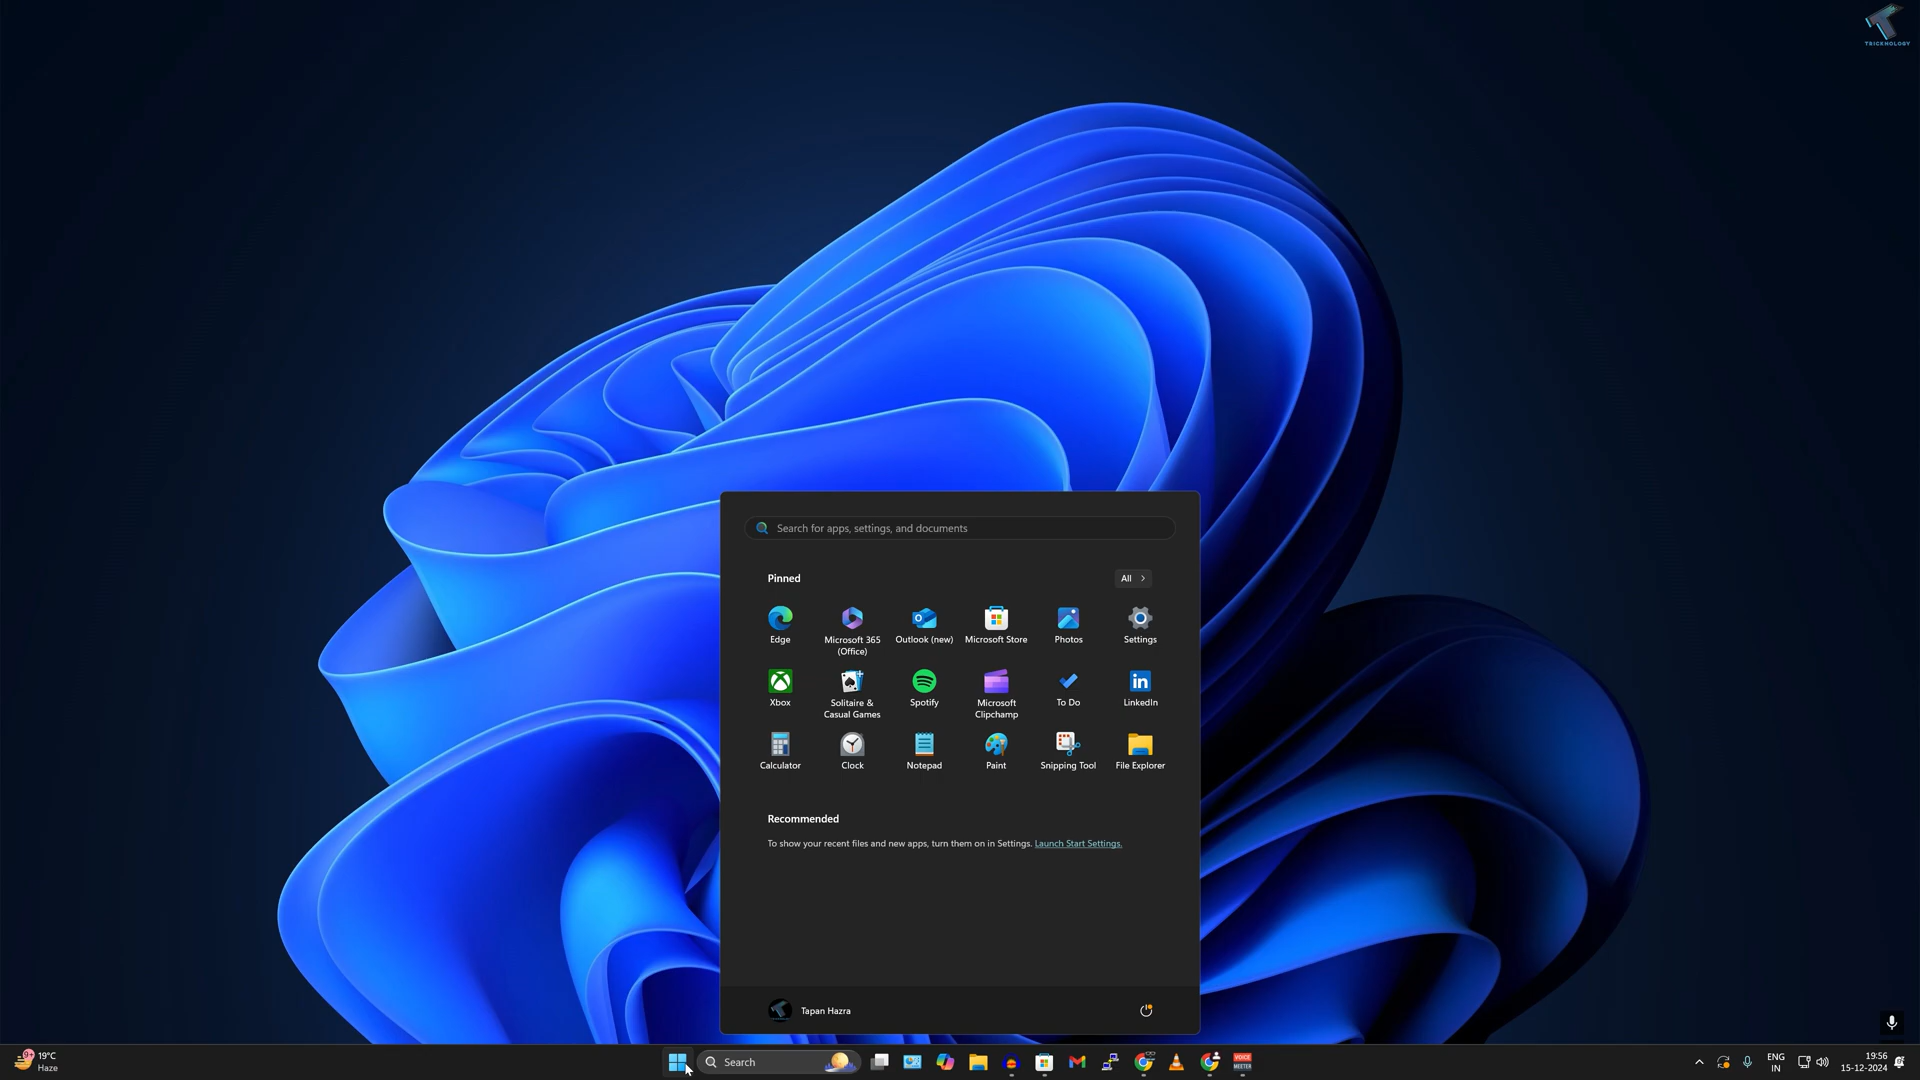 TRICKNOLOGY
Search for apps, settings, and documents
Pinned
All
Edge
Microsoft 365
(Office)
Outlook (new)
Microsoft Store
Photos
Settings
Xbox
Solitaire &
Casual Games
Spotify
Microsoft
Clipchamp
To Do
LinkedIn
Calculator
Clock
Notepad
Paint
Snipping Tool
File Explorer
Recommended
To show your recent files and new apps, turn them on in Settings. Launch Start Settings.
Tapan Hazra
19°C
Haze
Search
VOICE
MEETER
ENG
IN
19:56
15-12-2024